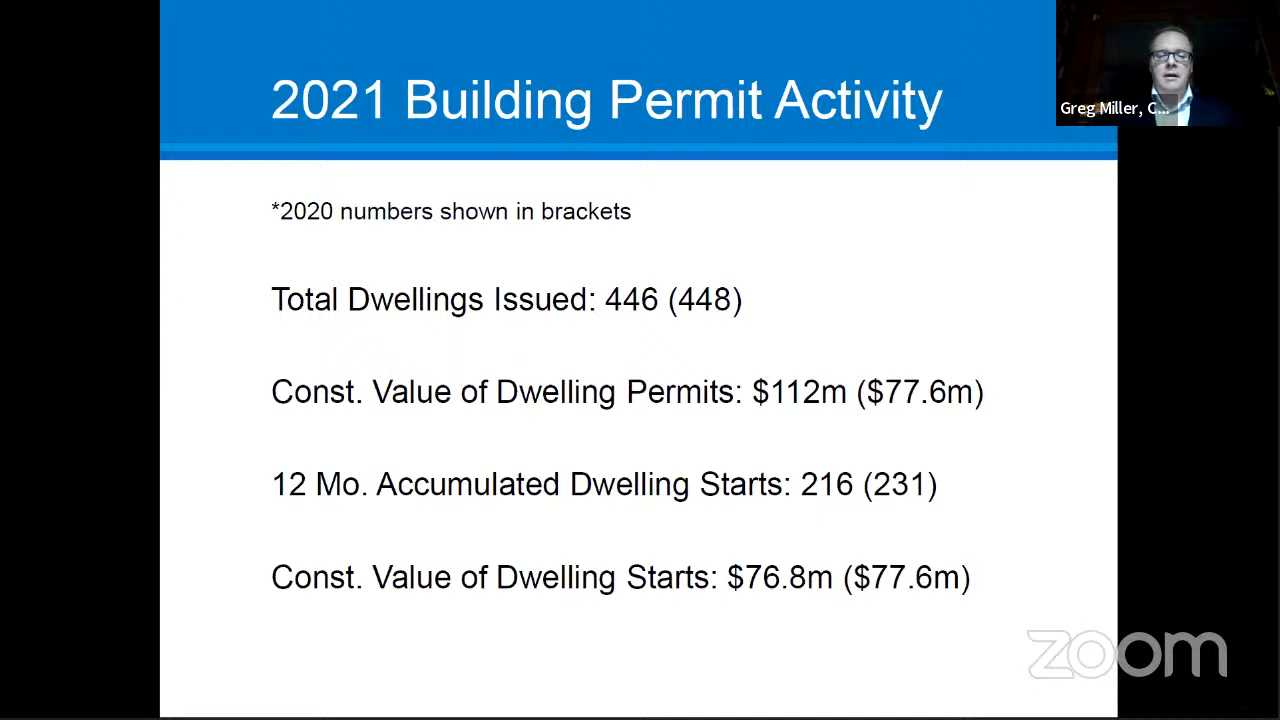 2021 Building Permit Activity
Greg Miller, C...
*2020 numbers shown in brackets
Total Dwellings Issued: 446 (448)
Const. Value of Dwelling Permits: $112m ($77.6m)
12 Mo. Accumulated Dwelling Starts: 216 (231)
Const. Value of Dwelling Starts: $76.8m ($77.6m)
zoom